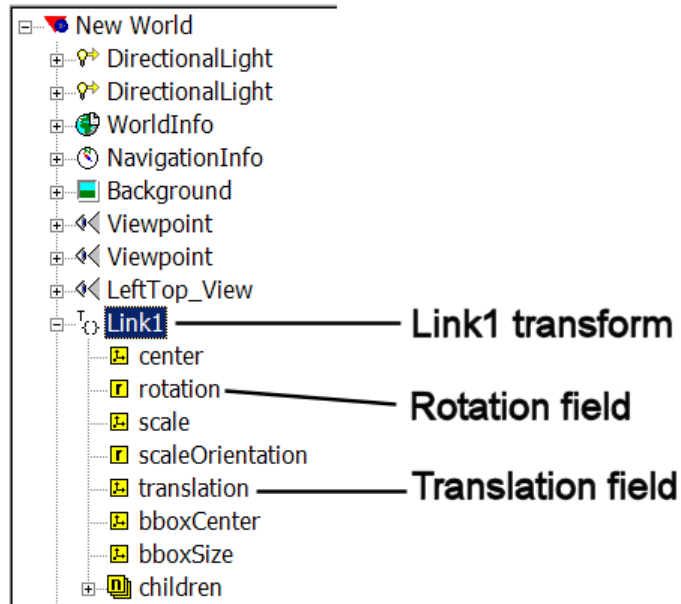 New World
DirectionalLight
DirectionalLight
WorldInfo
NavigationInfo
Background
Viewpoint
Viewpoint
LeftTop_View
Link1 Link1 transform
center
rotation Rotation field
scale
scaleOrientation
translation Translation field
bboxCenter
bboxSize
children